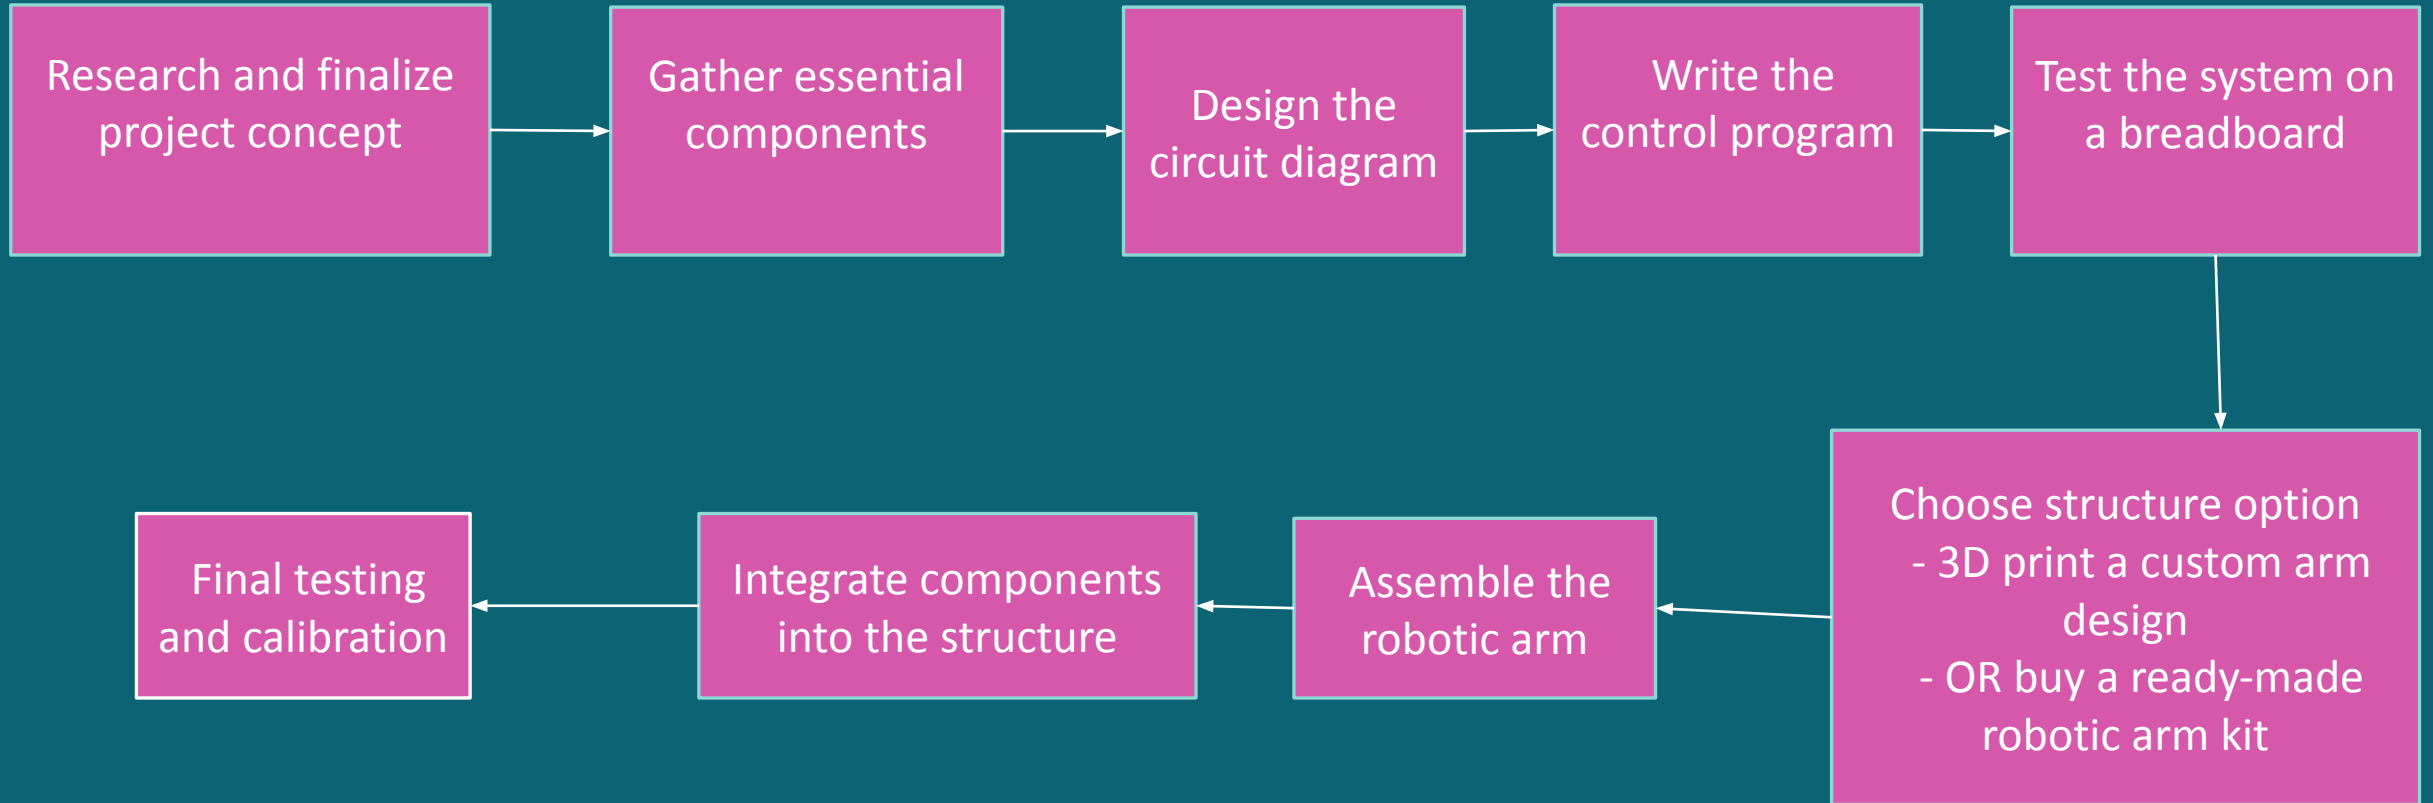 Research and finalize
project concept
Gather essential
components
Design the
circuit diagram
Write the
control program
Test the system on
a breadboard
Choose structure option
- 3D print a custom arm
design
- OR buy a ready-made
robotic arm kit
Assemble the
robotic arm
Integrate components
into the structure
Final testing
and calibration